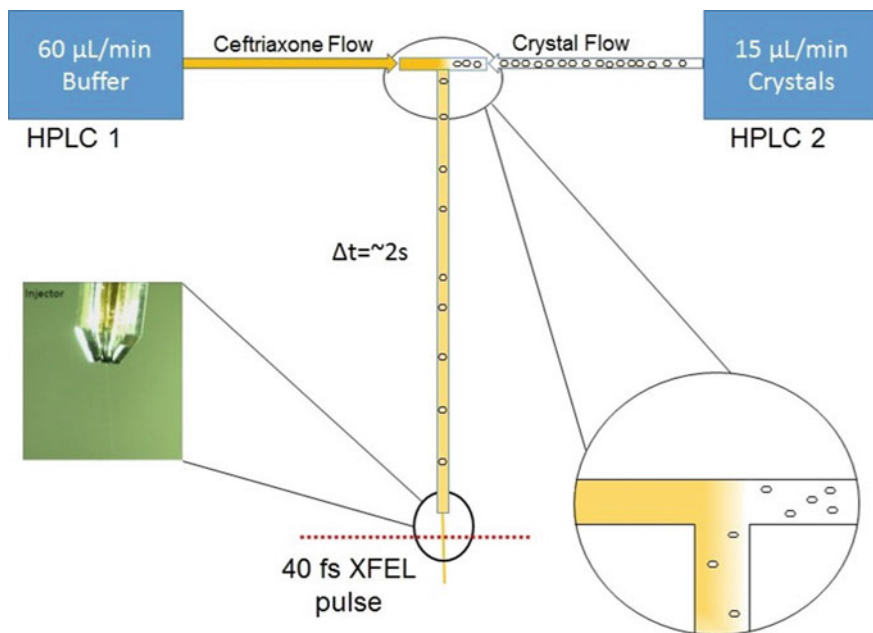 60 µL/min
Buffer
HPLC 1
Ceftriaxone Flow
Crystal Flow
15 µL/min
Crystals
HPLC 2
Δt=~2s
Injector
40 fs XFEL
pulse